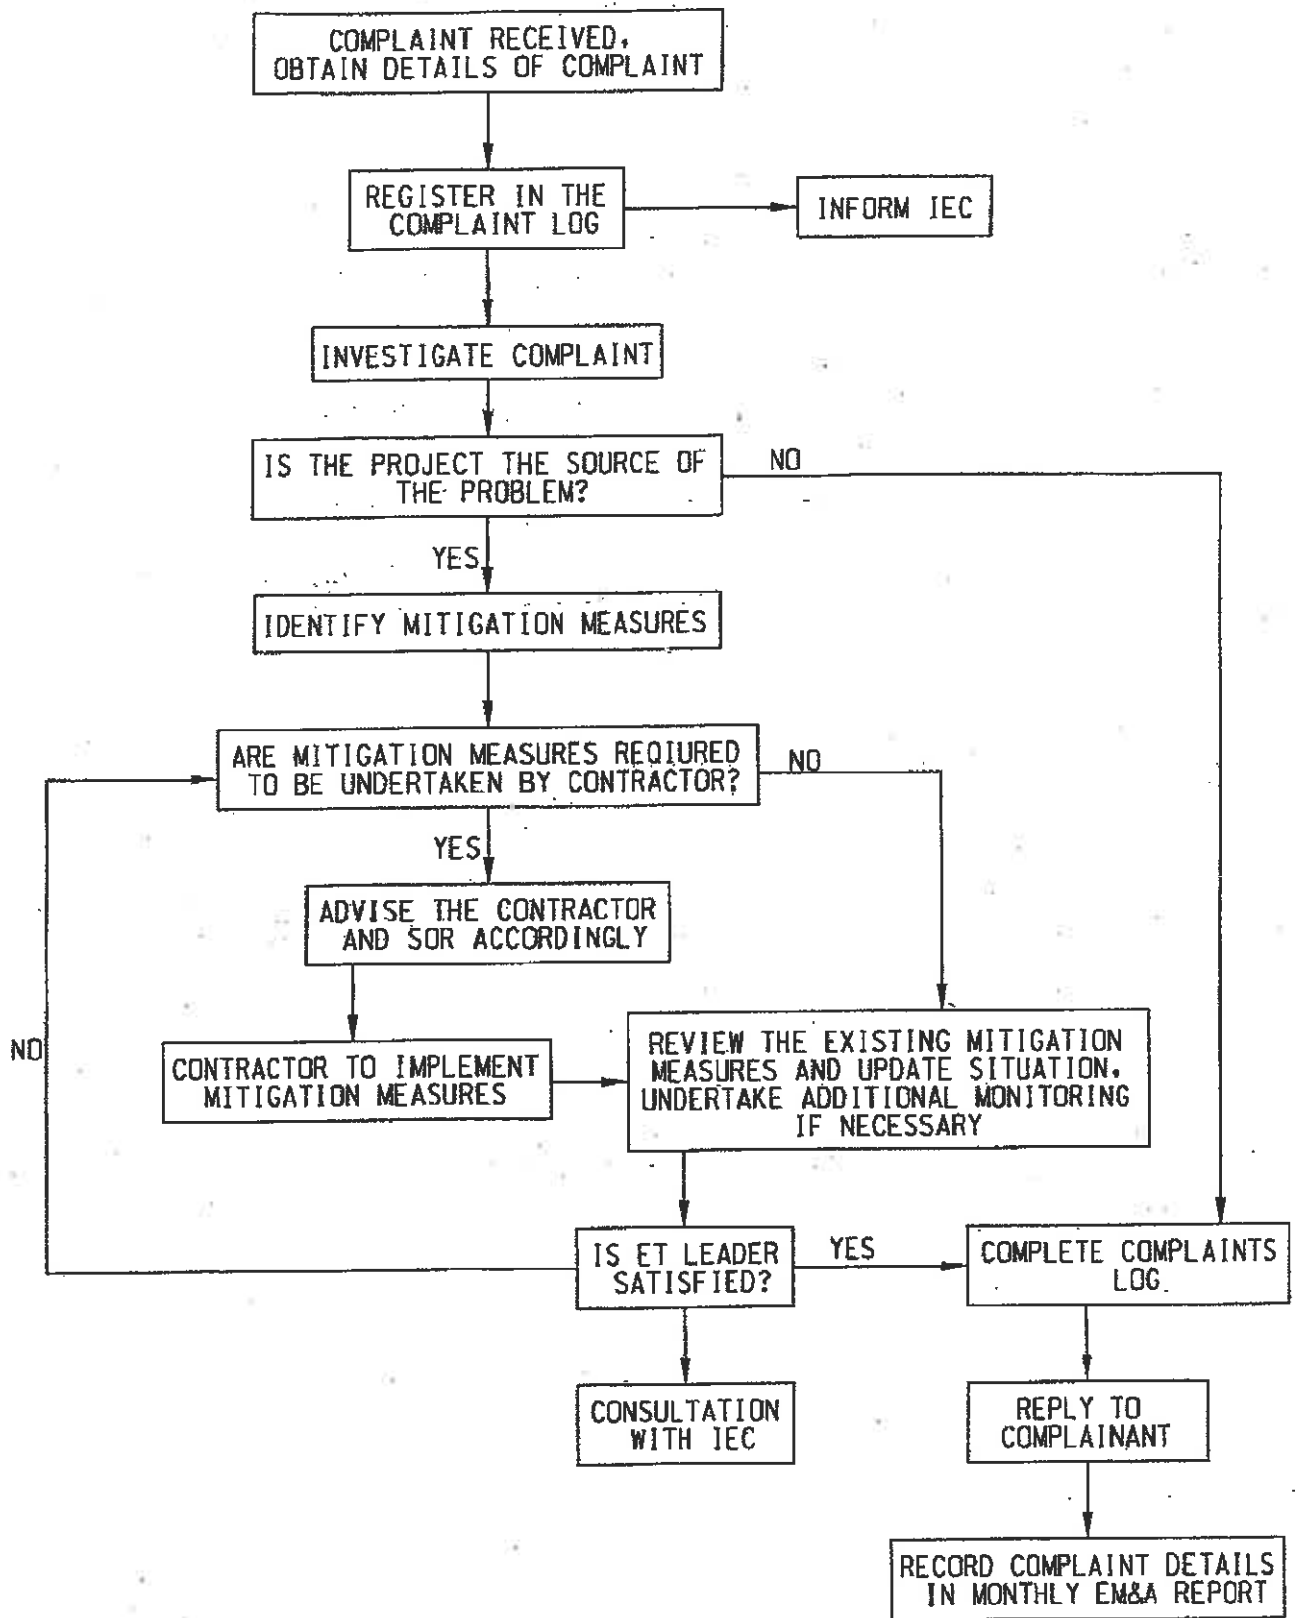 COMPLAINT RECEIVED,
OBTAIN DETAILS OF COMPLAINT
REGISTER IN THE
COMPLAINT LOG
INFORM IEC
INVESTIGATE COMPLAINT
IS THE PROJECT THE SOURCE OF
THE PROBLEM?
NO
YES
IDENTIFY MITIGATION MEASURES
ARE MITIGATION MEASURES REQIURED
TO BE UNDERTAKEN BY CONTRACTOR?
NO
YES
ADVISE THE CONTRACTOR
AND SOR ACCORDINGLY
NO
CONTRACTOR TO IMPLEMENT
MITIGATION MEASURES
REVIEW THE EXISTING MITIGATION
MEASURES AND UPDATE SITUATION.
UNDERTAKE ADDITIONAL MONITORING
IF NECESSARY
IS ET LEADER
SATISFIED?
YES
COMPLETE COMPLAINTS
LOG.
CONSULTATION
WITH IEC
REPLY TO
COMPLAINANT
RECORD COMPLAINT DETAILS
IN MONTHLY EM&A REPORT